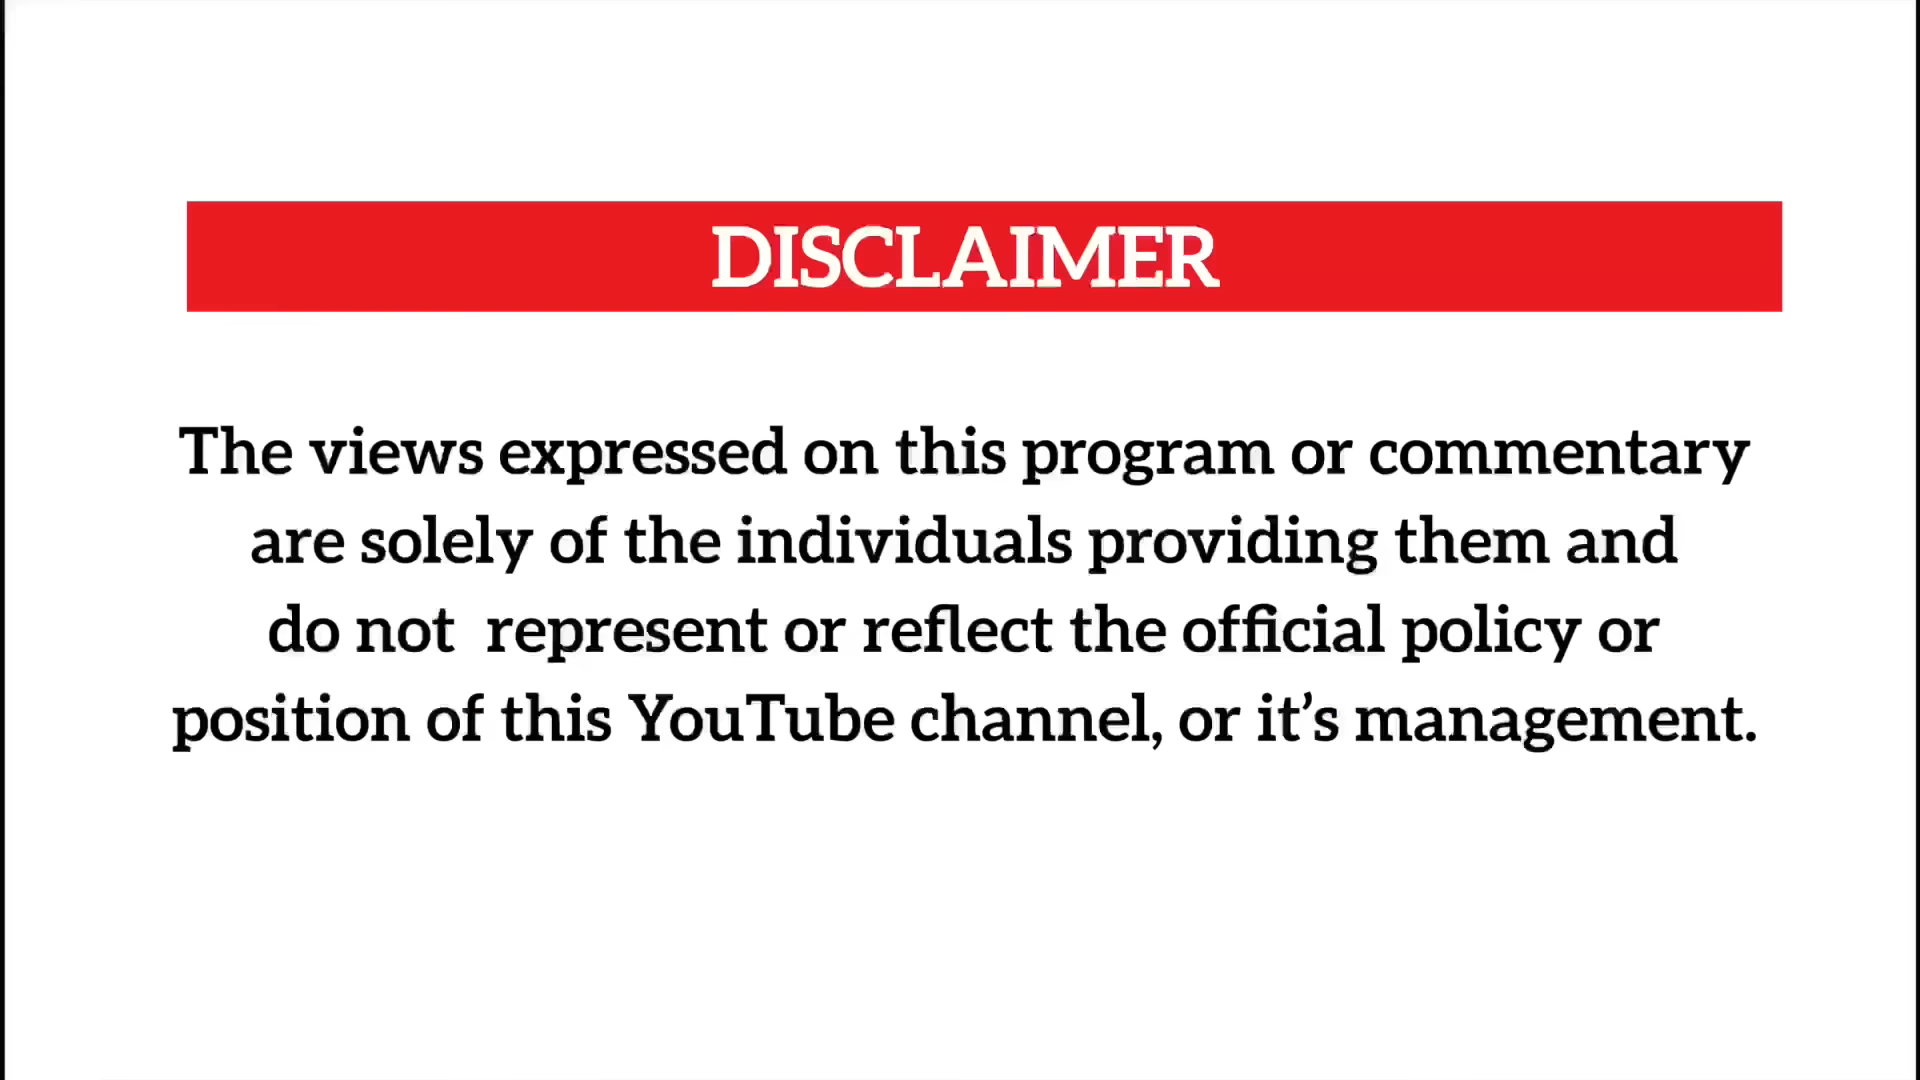 DISCLAIMER
The views expressed on this program or commentary
are solely of the individuals providing them and
do not  represent or reflect the official policy or
position of this YouTube channel, or it’s management.